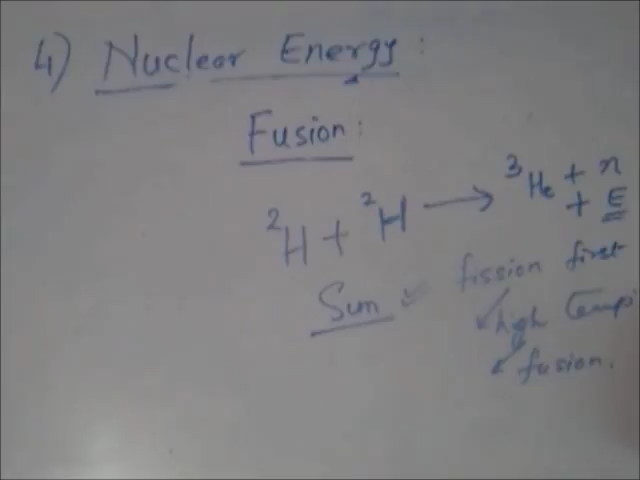 4) Nuclear Energy:
Fusion:
²H + ²H → ³He + n
+ E
Sun ✓ fission first
↙ high temp
↙ fusion.